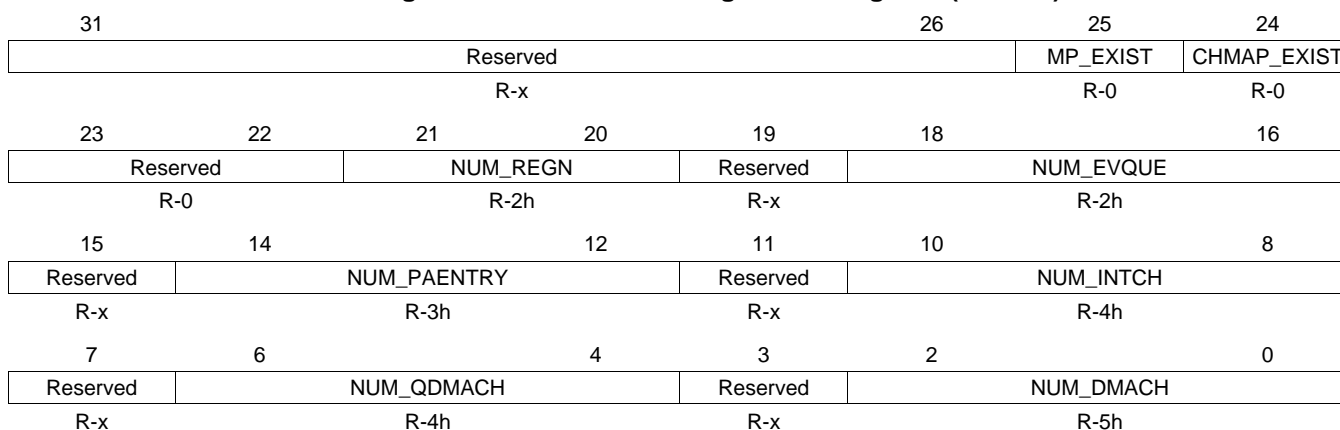 31 26 25 24
Reserved MP_EXIST CHMAP_EXIST
R-x R-0 R-0
23 22 21 20 19 18 16
Reserved NUM_REGN Reserved NUM_EVQUE
R-0 R-2h R-x R-2h
15 14 12 11 10 8
Reserved NUM_PAENTRY Reserved NUM_INTCH
R-x R-3h R-x R-4h
7 6 4 3 2 0
Reserved NUM_QDMACH Reserved NUM_DMACH
R-x R-4h R-x R-5h